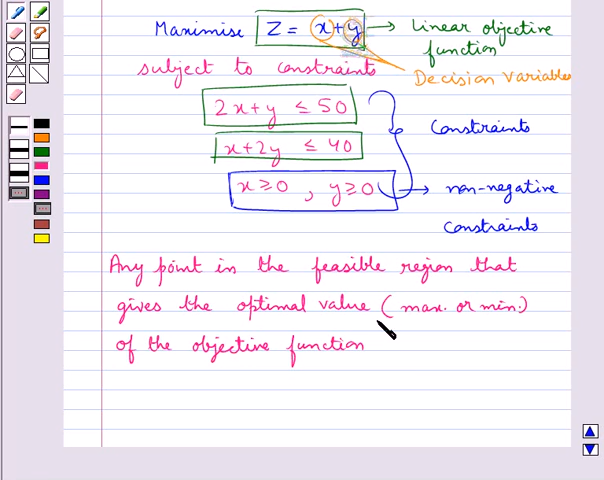 Maximise Z = x+y → linear objective
function
subject to constraints
Decision variables
2x+y ≤ 50
constraints
x+2y ≤ 40
x≥0 , y≥0 → non-negative
constraints
Any point in the feasible region that
gives the optimal value (max. or min.)
of the objective function